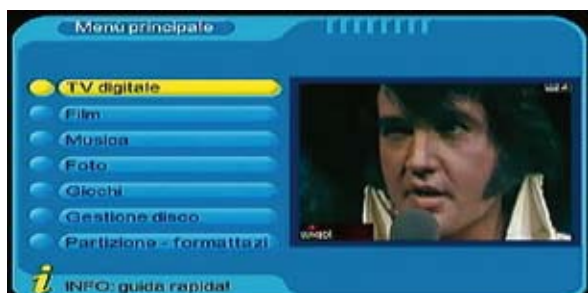 Menù principale
TV digitale
Film
Musica
Foto
Giochi
Gestione disco
Partizione - formattazi
INFO: guida rapida!